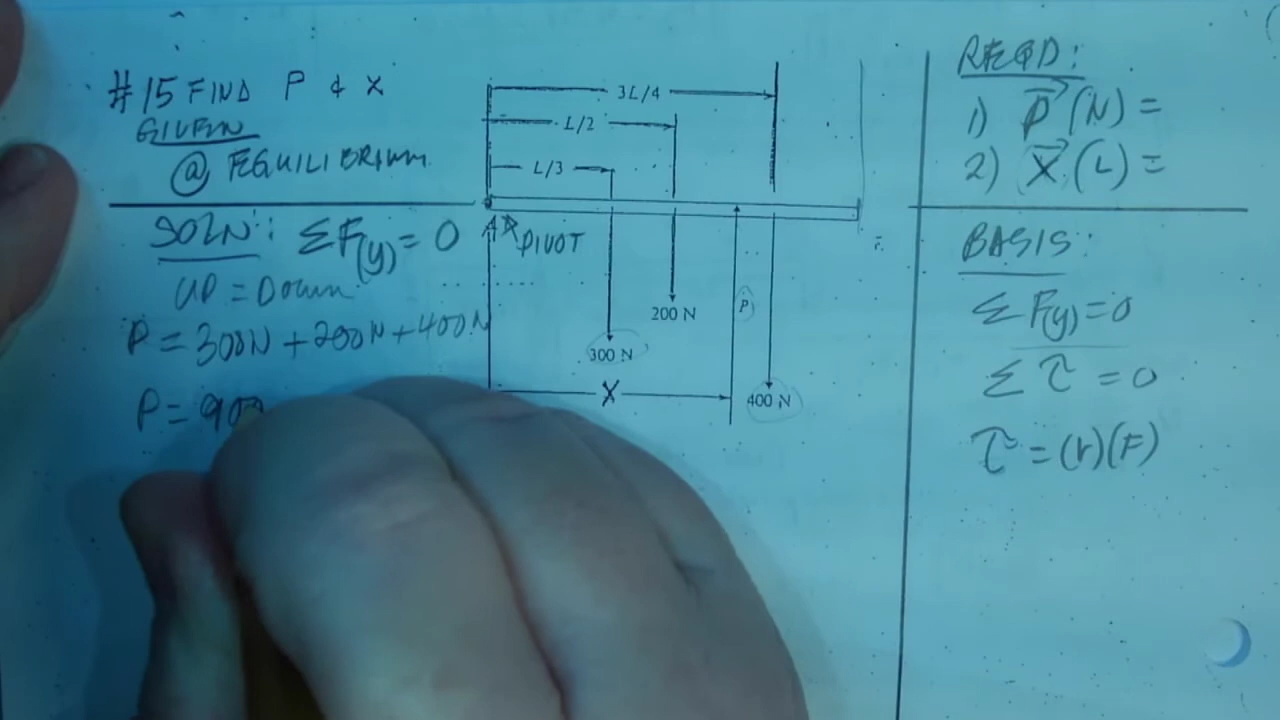 #15 FIND P & X
GIVEN
@ EQUILIBRIUM
SOLN: ΣF(y) = 0
UP = DOWN
P = 300N + 200N + 400N
P = 900
3L/4
L/2
L/3
PIVOT
200 N
P
300 N
X
400 N
REQD:
1) P (N) =
2) X (L) =
BASIS:
ΣF(y) = 0
Στ = 0
τ = (r)(F)